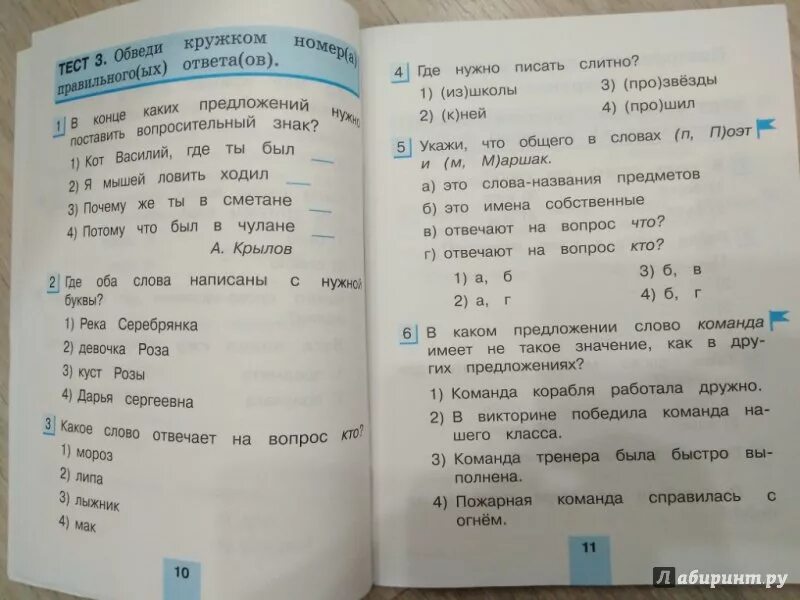 ТЕСТ 3. Обведи кружком номер(а)
правильного(ых) ответа(ов).
1 В конце каких предложений нужно
поставить вопросительный знак?
1) Кот Василий, где ты был ___
2) Я мышей ловить ходил ___
3) Почему же ты в сметане ___
4) Потому что был в чулане ___
А. Крылов
2 Где оба слова написаны с нужной
буквы?
1) Река Серебрянка
2) девочка Роза
3) куст Розы
4) Дарья сергеевна
3 Какое слово отвечает на вопрос кто?
1) мороз
2) липа
3) лыжник
4) мак
10
4 Где нужно писать слитно?
1) (из)школы 3) (про)звёзды
2) (к)ней 4) (про)шил
5 Укажи, что общего в словах (п, П)оэт
и (м, М)аршак.
а) это слова-названия предметов
б) это имена собственные
в) отвечают на вопрос что?
г) отвечают на вопрос кто?
1) а, б 3) б, в
2) а, г 4) б, г
6 В каком предложении слово команда
имеет не такое значение, как в дру-
гих предложениях?
1) Команда корабля работала дружно.
2) В викторине победила команда на-
шего класса.
3) Команда тренера была быстро вы-
полнена.
4) Пожарная команда справилась с
огнём.
11
Лабиринт.ру